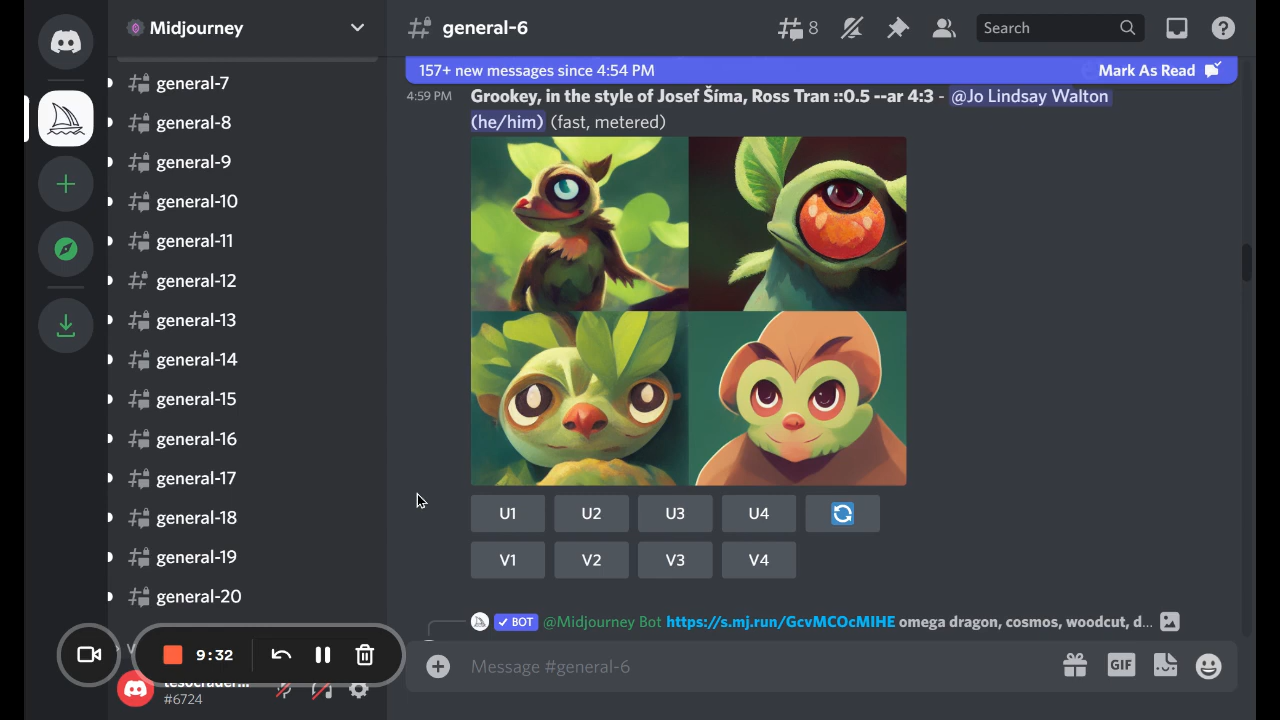 Midjourney
general-7
general-8
general-9
general-10
general-11
general-12
general-13
general-14
general-15
general-16
general-17
general-18
general-19
general-20
9:32
#6724
general-6
8
Search
157+ new messages since 4:54 PM
Mark As Read
4:59 PM
Grookey, in the style of Josef Šíma, Ross Tran ::0.5 --ar 4:3 - @Jo Lindsay Walton
(he/him) (fast, metered)
U1 U2 U3 U4
V1 V2 V3 V4
BOT @Midjourney Bot https://s.mj.run/GcvMCOcMIHE omega dragon, cosmos, woodcut, d...
Message #general-6
GIF